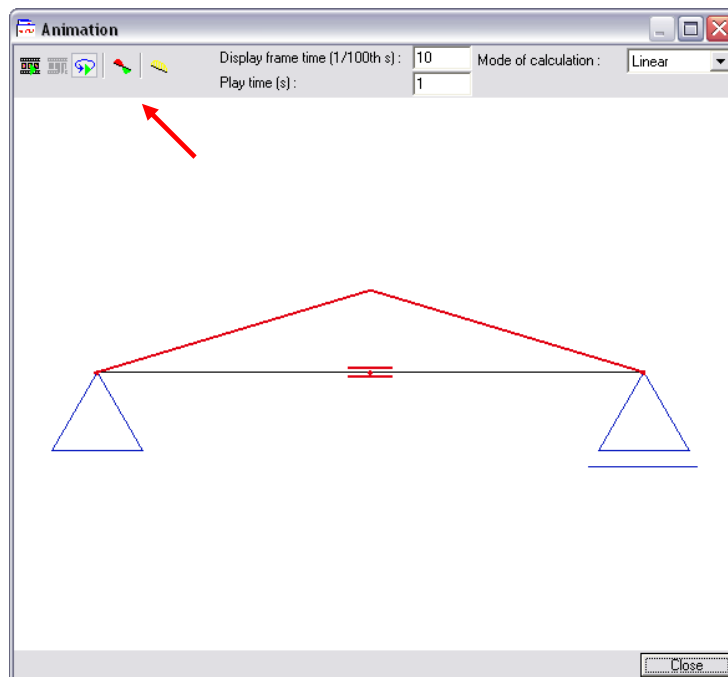 Animation
Display frame time (1/100th s) : 10 Mode of calculation : Linear
Play time (s) : 1
Close